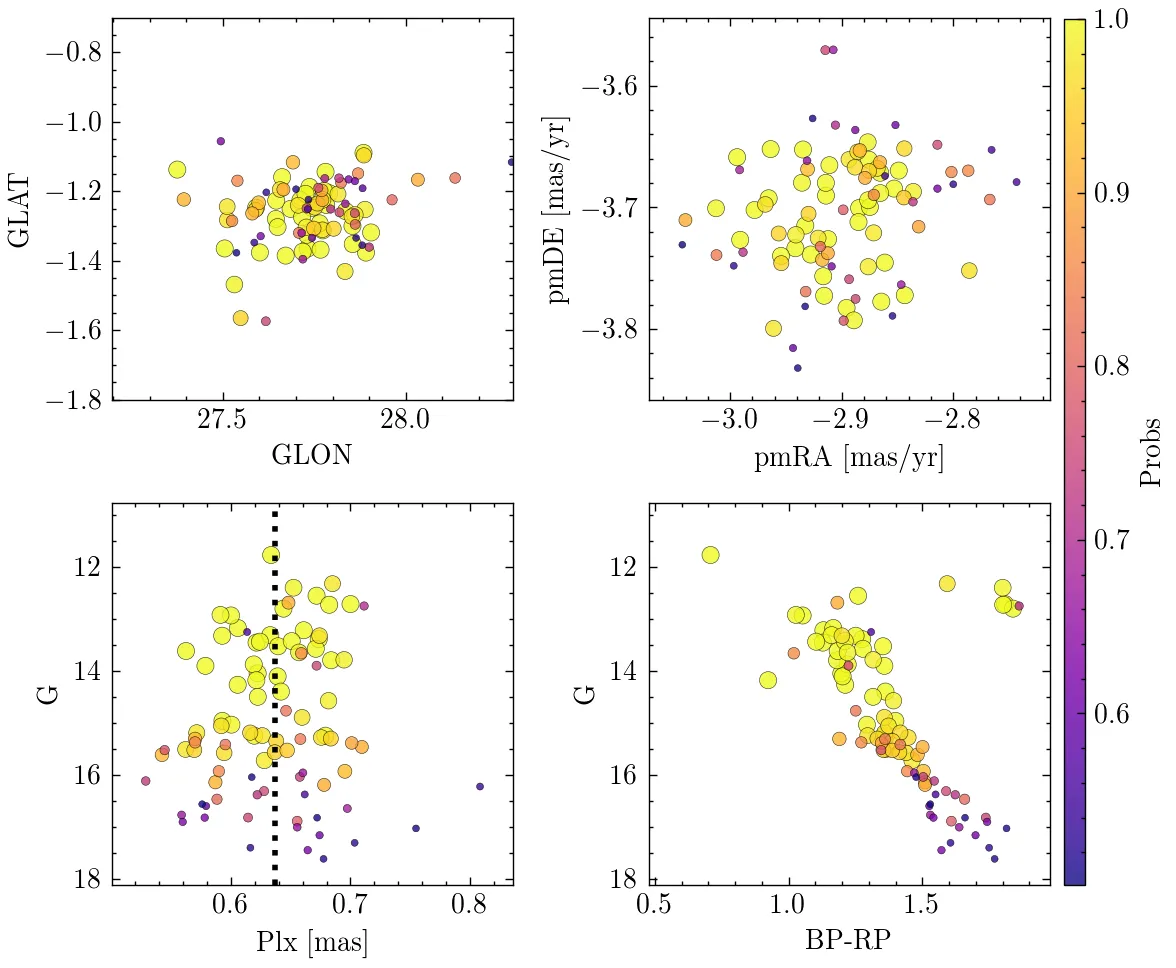 −0.8
−1.0
−1.2
−1.4
−1.6
−1.8
GLAT
27.5 28.0
GLON
−3.6
−3.7
−3.8
pmDE [mas/yr]
−3.0 −2.9 −2.8
pmRA [mas/yr]
1.0
0.9
0.8
0.7
0.6
Probs
12
14
16
18
G
0.6 0.7 0.8
Plx [mas]
12
14
16
18
G
0.5 1.0 1.5
BP-RP